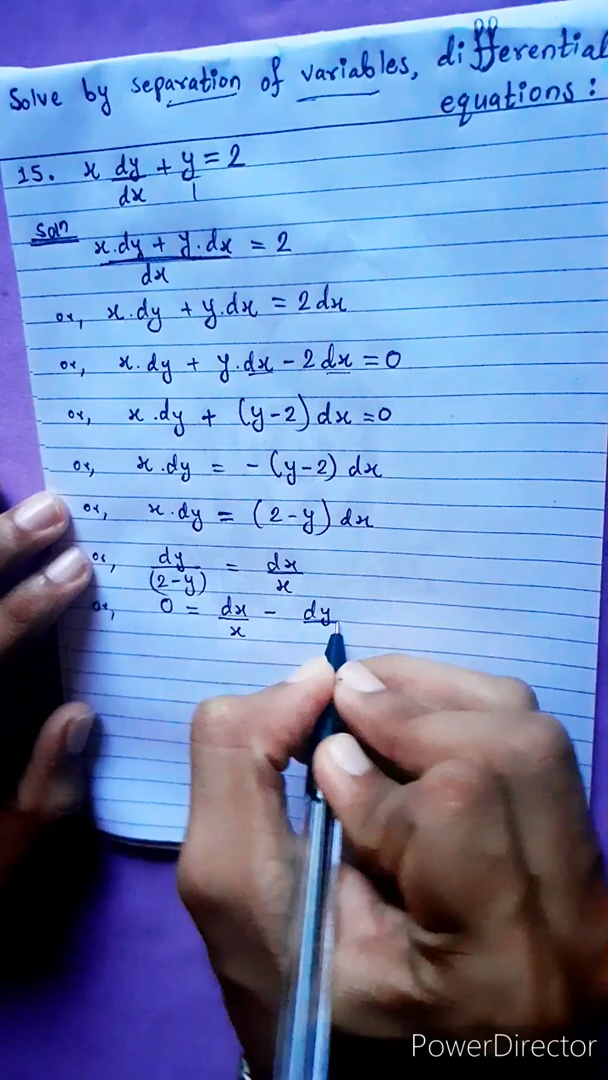 Solve by separation of variables, differential
equations:
15. x dy/dx + y/1 = 2
Soln
x.dy + y.dx/dx = 2
or, x.dy + y.dx = 2dx
or, x.dy + y.dx - 2dx = 0
or, x.dy + (y-2)dx = 0
or, x.dy = -(y-2)dx
or, x.dy = (2-y)dx
or, dy/(2-y) = dx/x
or, 0 = dx/x - dy
PowerDirector